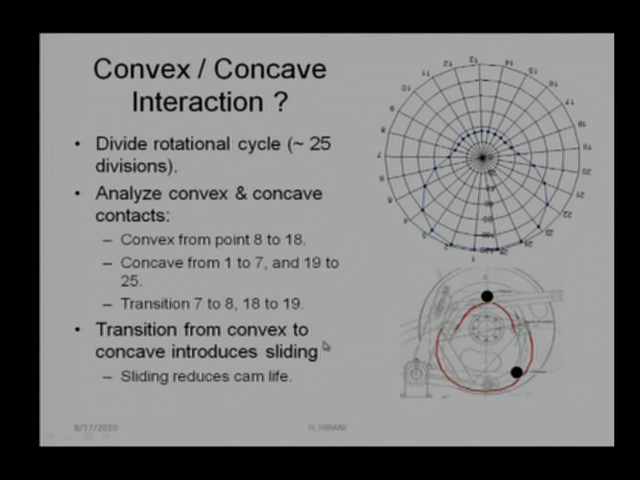 Convex / Concave
Interaction ?
• Divide rotational cycle (~ 25
divisions).
• Analyze convex & concave
contacts:
– Convex from point 8 to 18.
– Concave from 1 to 7, and 19 to
25.
– Transition 7 to 8, 18 to 19.
• Transition from convex to
concave introduces sliding
– Sliding reduces cam life.
8/17/2010
H.HIRANI